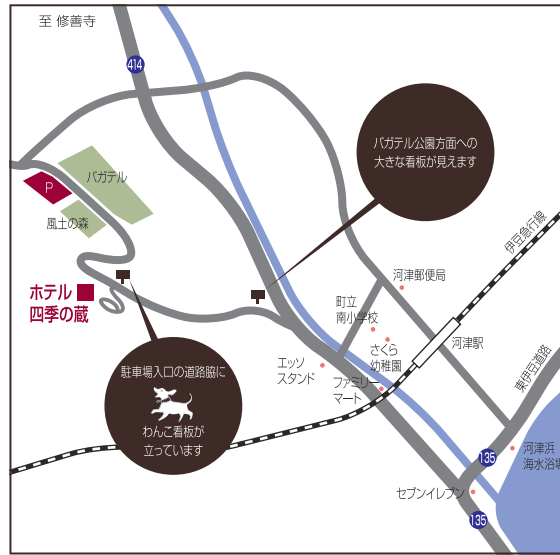 至 修善寺
414
バガテル公園方面への
大きな看板が見えます
バガテル
P
風土の森
伊豆急行線
ホテル
四季の蔵
河津郵便局
町立
南小学校
さくら
幼稚園
河津駅
エッソ
スタンド
ファミリー
マート
東伊豆道路
駐車場入口の道路脇に
わんこ看板が
立っています
135
河津浜
海水浴場
セブンイレブン
135